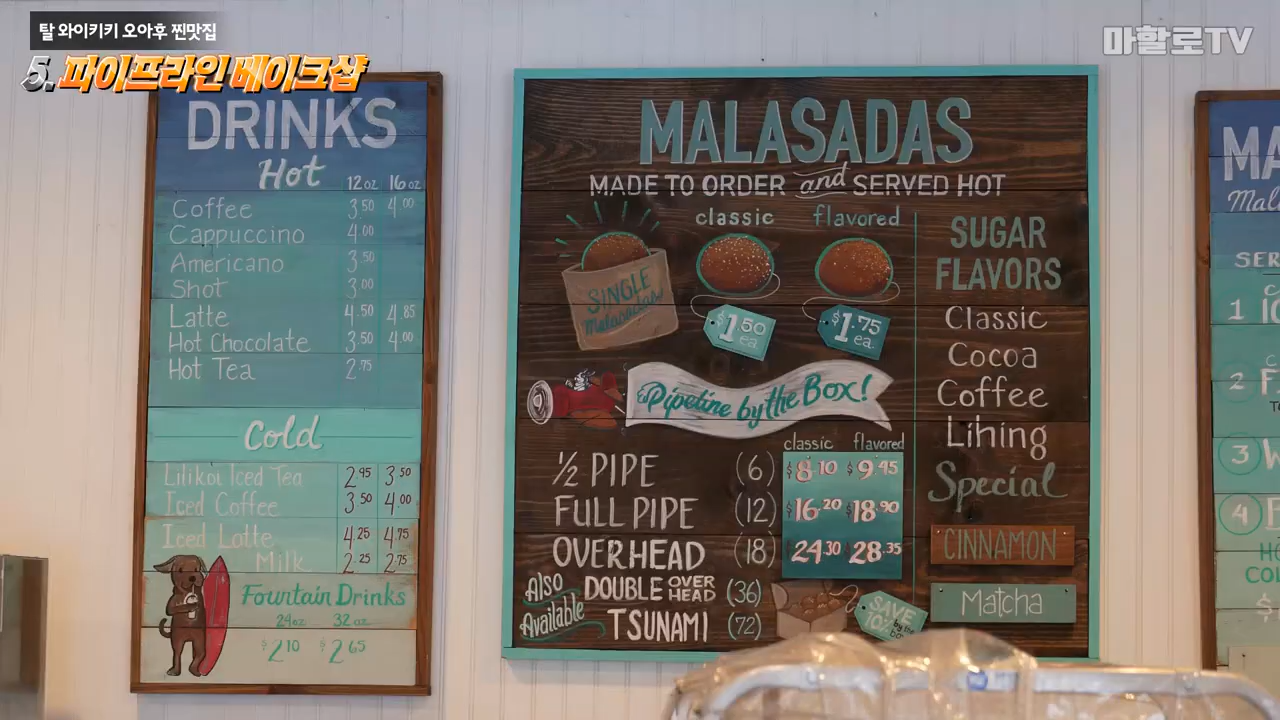 탈 와이키키 오아후 찐맛집
5. 파이프라인 베이크샵
마할로TV
DRINKS
Hot
12oz 16oz
Coffee 3.50 4.00
Cappuccino 4.00
Americano 3.50
Shot 3.00
Latte 4.50 4.85
Hot Chocolate 3.50 4.00
Hot Tea 2.75
Cold
Lilikoi Iced Tea 2.95 3.50
Iced Coffee 3.50 4.00
Iced Latte 4.25 4.75
Milk 2.25 2.75
Fountain Drinks
24oz 32oz
$2.10 $2.65
MALASADAS
MADE TO ORDER and SERVED HOT
classic flavored
SINGLE
Malasadas
$1.50 ea.
$1.75 ea.
Pipeline by the Box!
classic flavored
½ PIPE (6) $8.10 $9.45
FULL PIPE (12) $16.20 $18.90
OVERHEAD (18) $24.30 $28.35
Also Available
DOUBLE OVER HEAD (36)
TSUNAMI (72)
SAVE 10% by the box
SUGAR
FLAVORS
Classic
Cocoa
Coffee
Lihing
Special
CINNAMON
Matcha
MA
SER
1
2
3
4